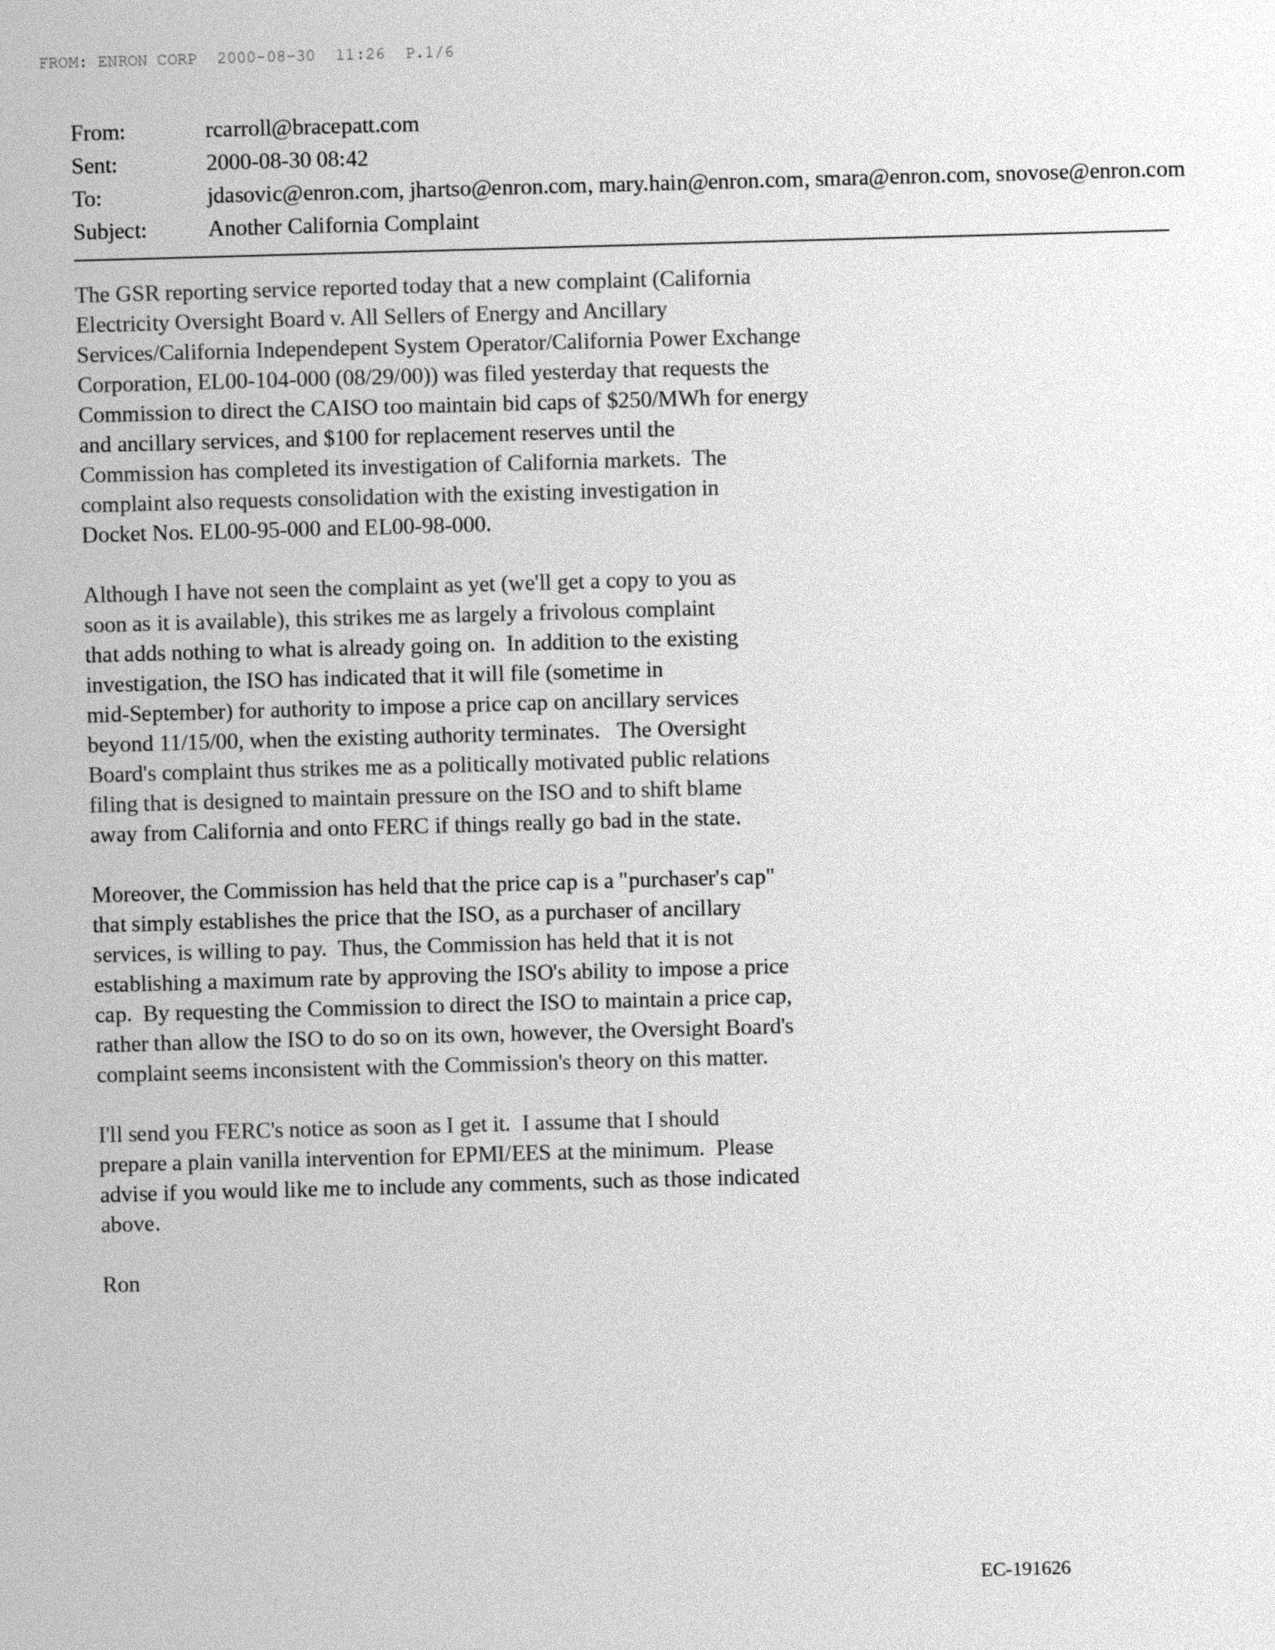 FROM: ENRON CORP  2000-08-30  11:26  P.1/6
From: rcarroll@bracepatt.com
Sent: 2000-08-30 08:42
To: jdasovic@enron.com, jhartso@enron.com, mary.hain@enron.com, smara@enron.com, snovose@enron.com
Subject: Another California Complaint
The GSR reporting service reported today that a new complaint (California
Electricity Oversight Board v. All Sellers of Energy and Ancillary
Services/California Independepent System Operator/California Power Exchange
Corporation, EL00-104-000 (08/29/00)) was filed yesterday that requests the
Commission to direct the CAISO too maintain bid caps of $250/MWh for energy
and ancillary services, and $100 for replacement reserves until the
Commission has completed its investigation of California markets.  The
complaint also requests consolidation with the existing investigation in
Docket Nos. EL00-95-000 and EL00-98-000.

Although I have not seen the complaint as yet (we'll get a copy to you as
soon as it is available), this strikes me as largely a frivolous complaint
that adds nothing to what is already going on.  In addition to the existing
investigation, the ISO has indicated that it will file (sometime in
mid-September) for authority to impose a price cap on ancillary services
beyond 11/15/00, when the existing authority terminates.   The Oversight
Board's complaint thus strikes me as a politically motivated public relations
filing that is designed to maintain pressure on the ISO and to shift blame
away from California and onto FERC if things really go bad in the state.

Moreover, the Commission has held that the price cap is a "purchaser's cap"
that simply establishes the price that the ISO, as a purchaser of ancillary
services, is willing to pay.  Thus, the Commission has held that it is not
establishing a maximum rate by approving the ISO's ability to impose a price
cap.  By requesting the Commission to direct the ISO to maintain a price cap,
rather than allow the ISO to do so on its own, however, the Oversight Board's
complaint seems inconsistent with the Commission's theory on this matter.

I'll send you FERC's notice as soon as I get it.  I assume that I should
prepare a plain vanilla intervention for EPMI/EES at the minimum.  Please
advise if you would like me to include any comments, such as those indicated
above.

Ron

EC-191626